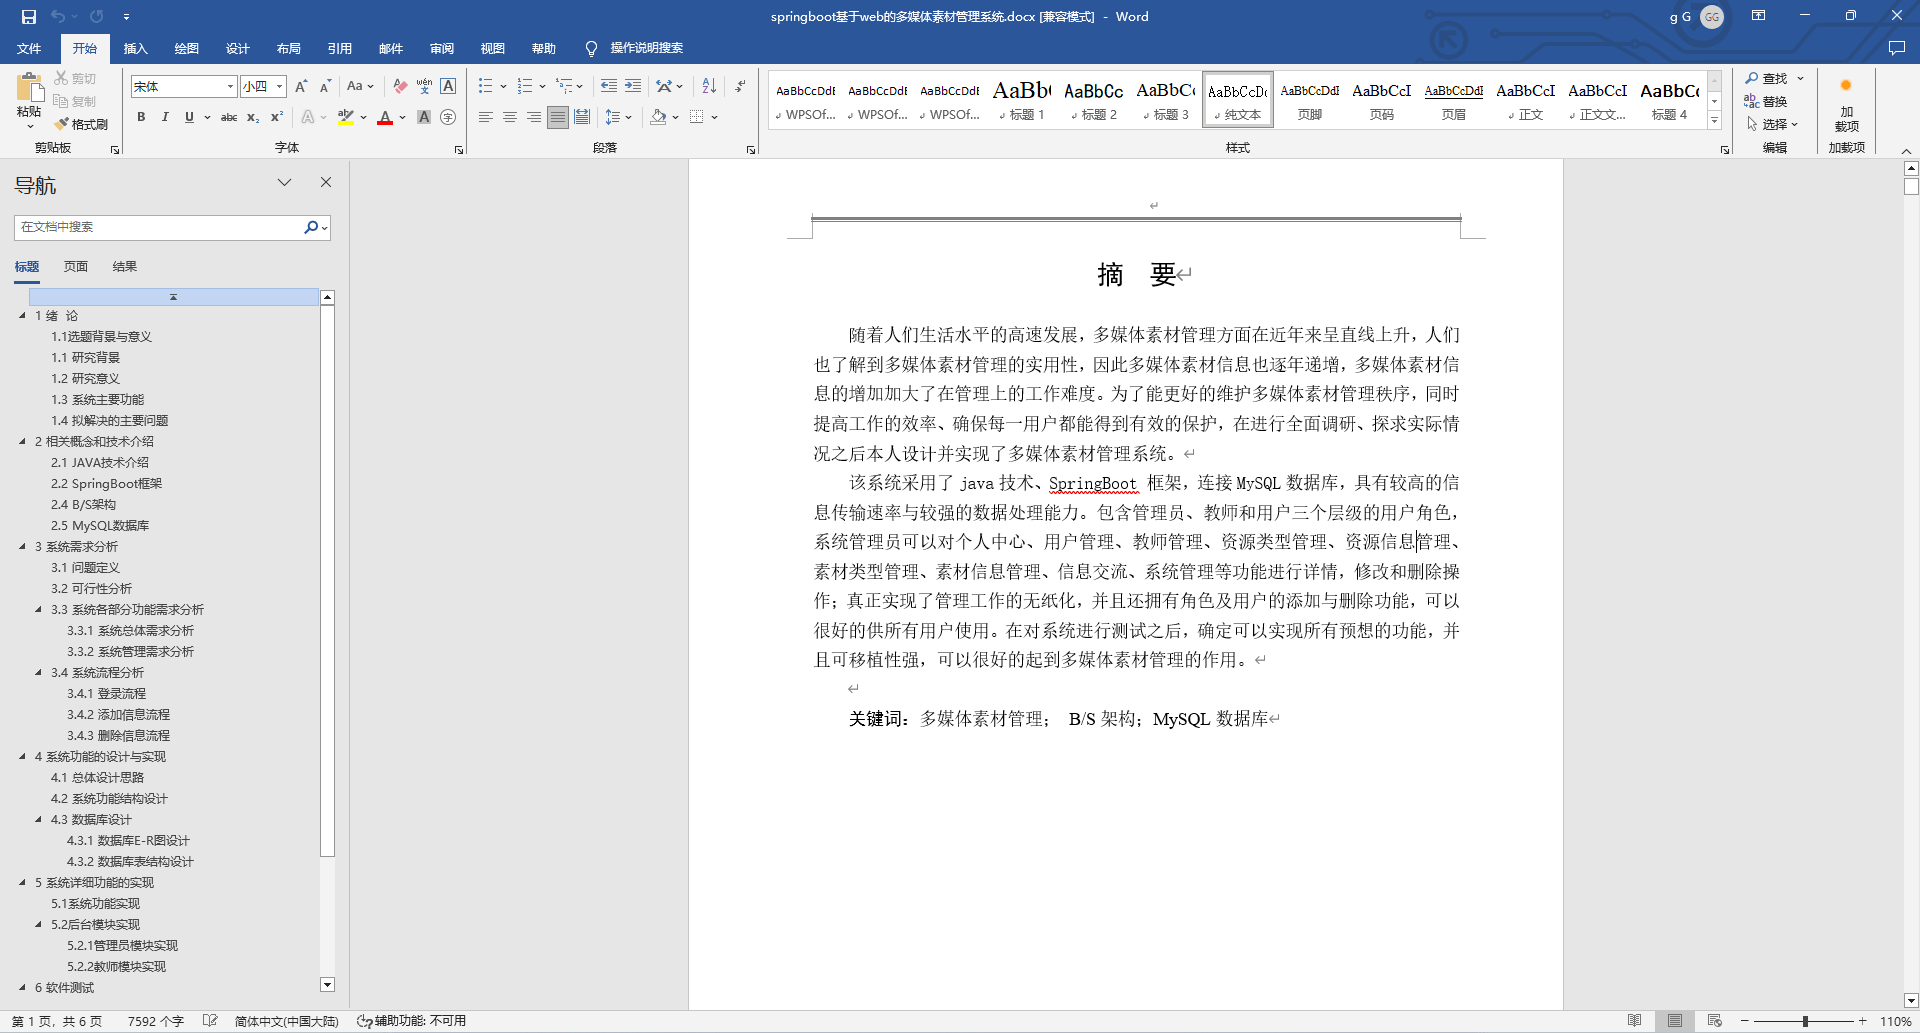 springboot基于web的多媒体素材管理系统.docx [兼容模式] - Word
g G GG
文件 开始 插入 绘图 设计 布局 引用 邮件 审阅 视图 帮助 操作说明搜索
粘贴 剪切 复制 格式刷
宋体 小四
B I U abc x₂ x² A A
AaBbCcDdE AaBbCcDdE AaBbCcDdE AaBb( AaBbCc AaBbC( AaBbCcD( AaBbCcDdE AaBbCcI AaBbCcDdE AaBbCcI AaBbCcI AaBbC(
WPSOf... WPSOf... WPSOf... 标题 1 标题 2 标题 3 纯文本 页脚 页码 页眉 正文 正文文... 标题 4
查找 替换 选择
加载项
剪贴板 字体 段落 样式 编辑 加载项
导航
在文档中搜索
标题 页面 结果
1 绪 论
1.1选题背景与意义
1.1 研究背景
1.2 研究意义
1.3 系统主要功能
1.4 拟解决的主要问题
2 相关概念和技术介绍
2.1 JAVA技术介绍
2.2 SpringBoot框架
2.4 B/S架构
2.5 MySQL数据库
3 系统需求分析
3.1 问题定义
3.2 可行性分析
3.3 系统各部分功能需求分析
3.3.1 系统总体需求分析
3.3.2 系统管理需求分析
3.4 系统流程分析
3.4.1 登录流程
3.4.2 添加信息流程
3.4.3 删除信息流程
4 系统功能的设计与实现
4.1 总体设计思路
4.2 系统功能结构设计
4.3 数据库设计
4.3.1 数据库E-R图设计
4.3.2 数据库表结构设计
5 系统详细功能的实现
5.1系统功能实现
5.2后台模块实现
5.2.1管理员模块实现
5.2.2教师模块实现
6 软件测试
摘 要
随着人们生活水平的高速发展，多媒体素材管理方面在近年来呈直线上升，人们
也了解到多媒体素材管理的实用性，因此多媒体素材信息也逐年递增，多媒体素材信
息的增加加大了在管理上的工作难度。为了能更好的维护多媒体素材管理秩序，同时
提高工作的效率、确保每一用户都能得到有效的保护，在进行全面调研、探求实际情
况之后本人设计并实现了多媒体素材管理系统。
该系统采用了 java 技术、SpringBoot 框架，连接 MySQL 数据库，具有较高的信
息传输速率与较强的数据处理能力。包含管理员、教师和用户三个层级的用户角色，
系统管理员可以对个人中心、用户管理、教师管理、资源类型管理、资源信息管理、
素材类型管理、素材信息管理、信息交流、系统管理等功能进行详情，修改和删除操
作；真正实现了管理工作的无纸化，并且还拥有角色及用户的添加与删除功能，可以
很好的供所有用户使用。在对系统进行测试之后，确定可以实现所有预想的功能，并
且可移植性强，可以很好的起到多媒体素材管理的作用。
关键词：多媒体素材管理； B/S 架构；MySQL 数据库
第 1 页，共 6 页 7592 个字 简体中文(中国大陆) 辅助功能: 不可用 110%